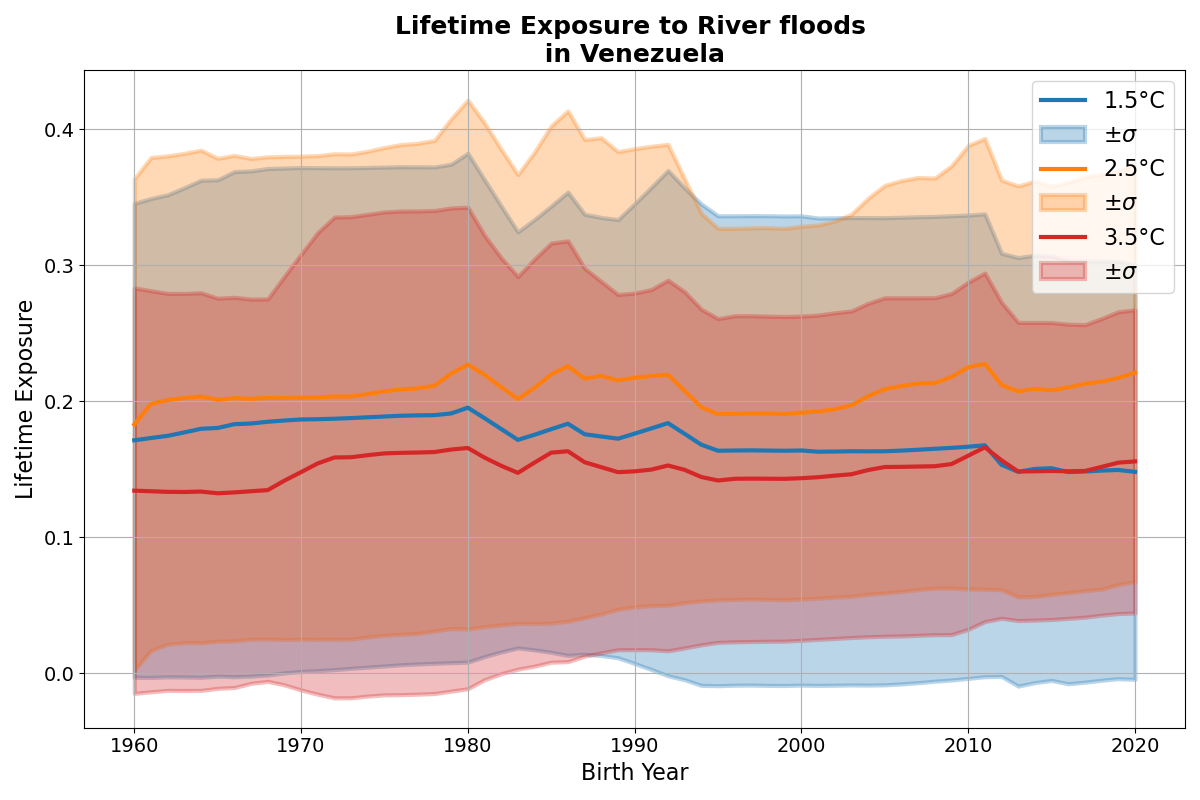 Lifetime Exposure to River floods
in Venezuela
1.5°C
±σ
2.5°C
±σ
3.5°C
±σ
Lifetime Exposure
0.4
0.3
0.2
0.1
0.0
1960 1970 1980 1990 2000 2010 2020
Birth Year